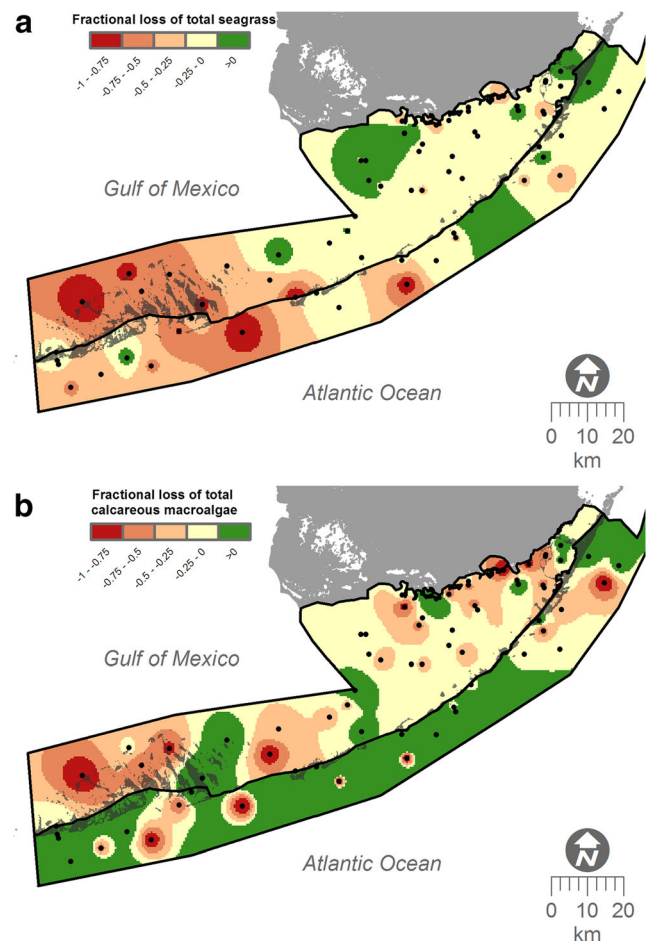 a
Fractional loss of total seagrass
-1 - -0.75
-0.75 - -0.5
-0.5 - -0.25
-0.25 - 0
>0
Gulf of Mexico
Atlantic Ocean
N
0 10 20
km
b
Fractional loss of total
calcareous macroalgae
-1 - -0.75
-0.75 - -0.5
-0.5 - -0.25
-0.25 - 0
>0
Gulf of Mexico
Atlantic Ocean
N
0 10 20
km